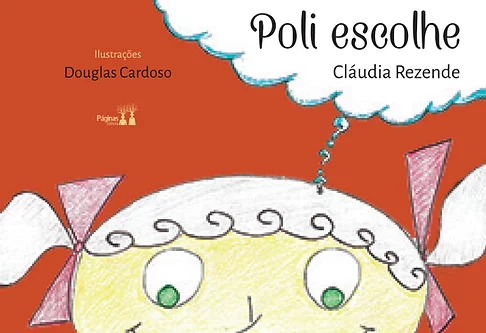 Poli escolhe
Cláudia Rezende
Ilustrações
Douglas Cardoso
Páginas